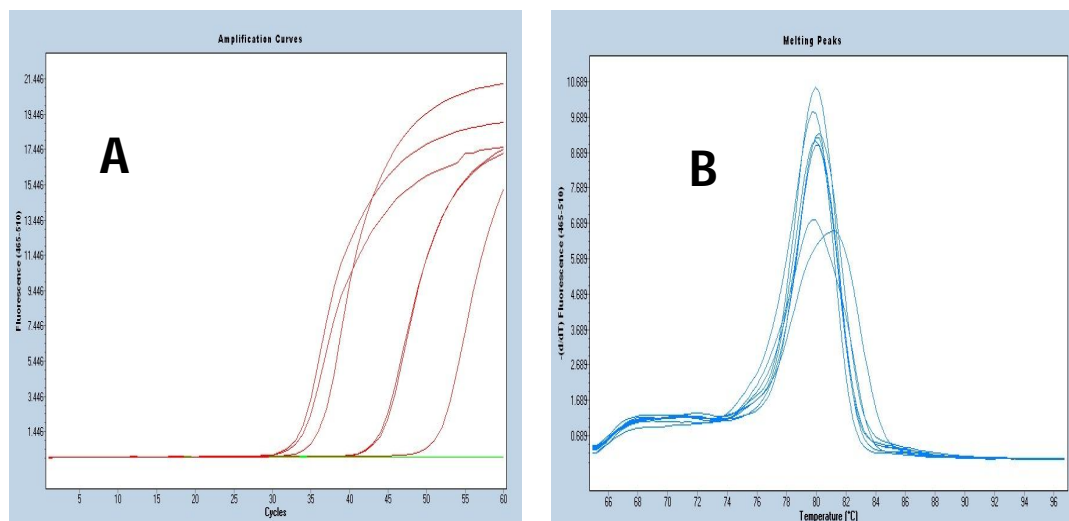 Amplification Curves
21.446
19.446
17.446
15.446
13.446
11.446
9.446
7.446
5.446
3.446
1.446
Fluorescence (465-510)
A
5 10 15 20 25 30 35 40 45 50 55 60
Cycles
Melting Peaks
10.689
9.689
8.689
7.689
6.689
5.689
4.689
3.689
2.689
1.689
0.689
-(d/dT) Fluorescence (465-510)
B
66 68 70 72 74 76 78 80 82 84 86 88 90 92 94 96
Temperature (°C)